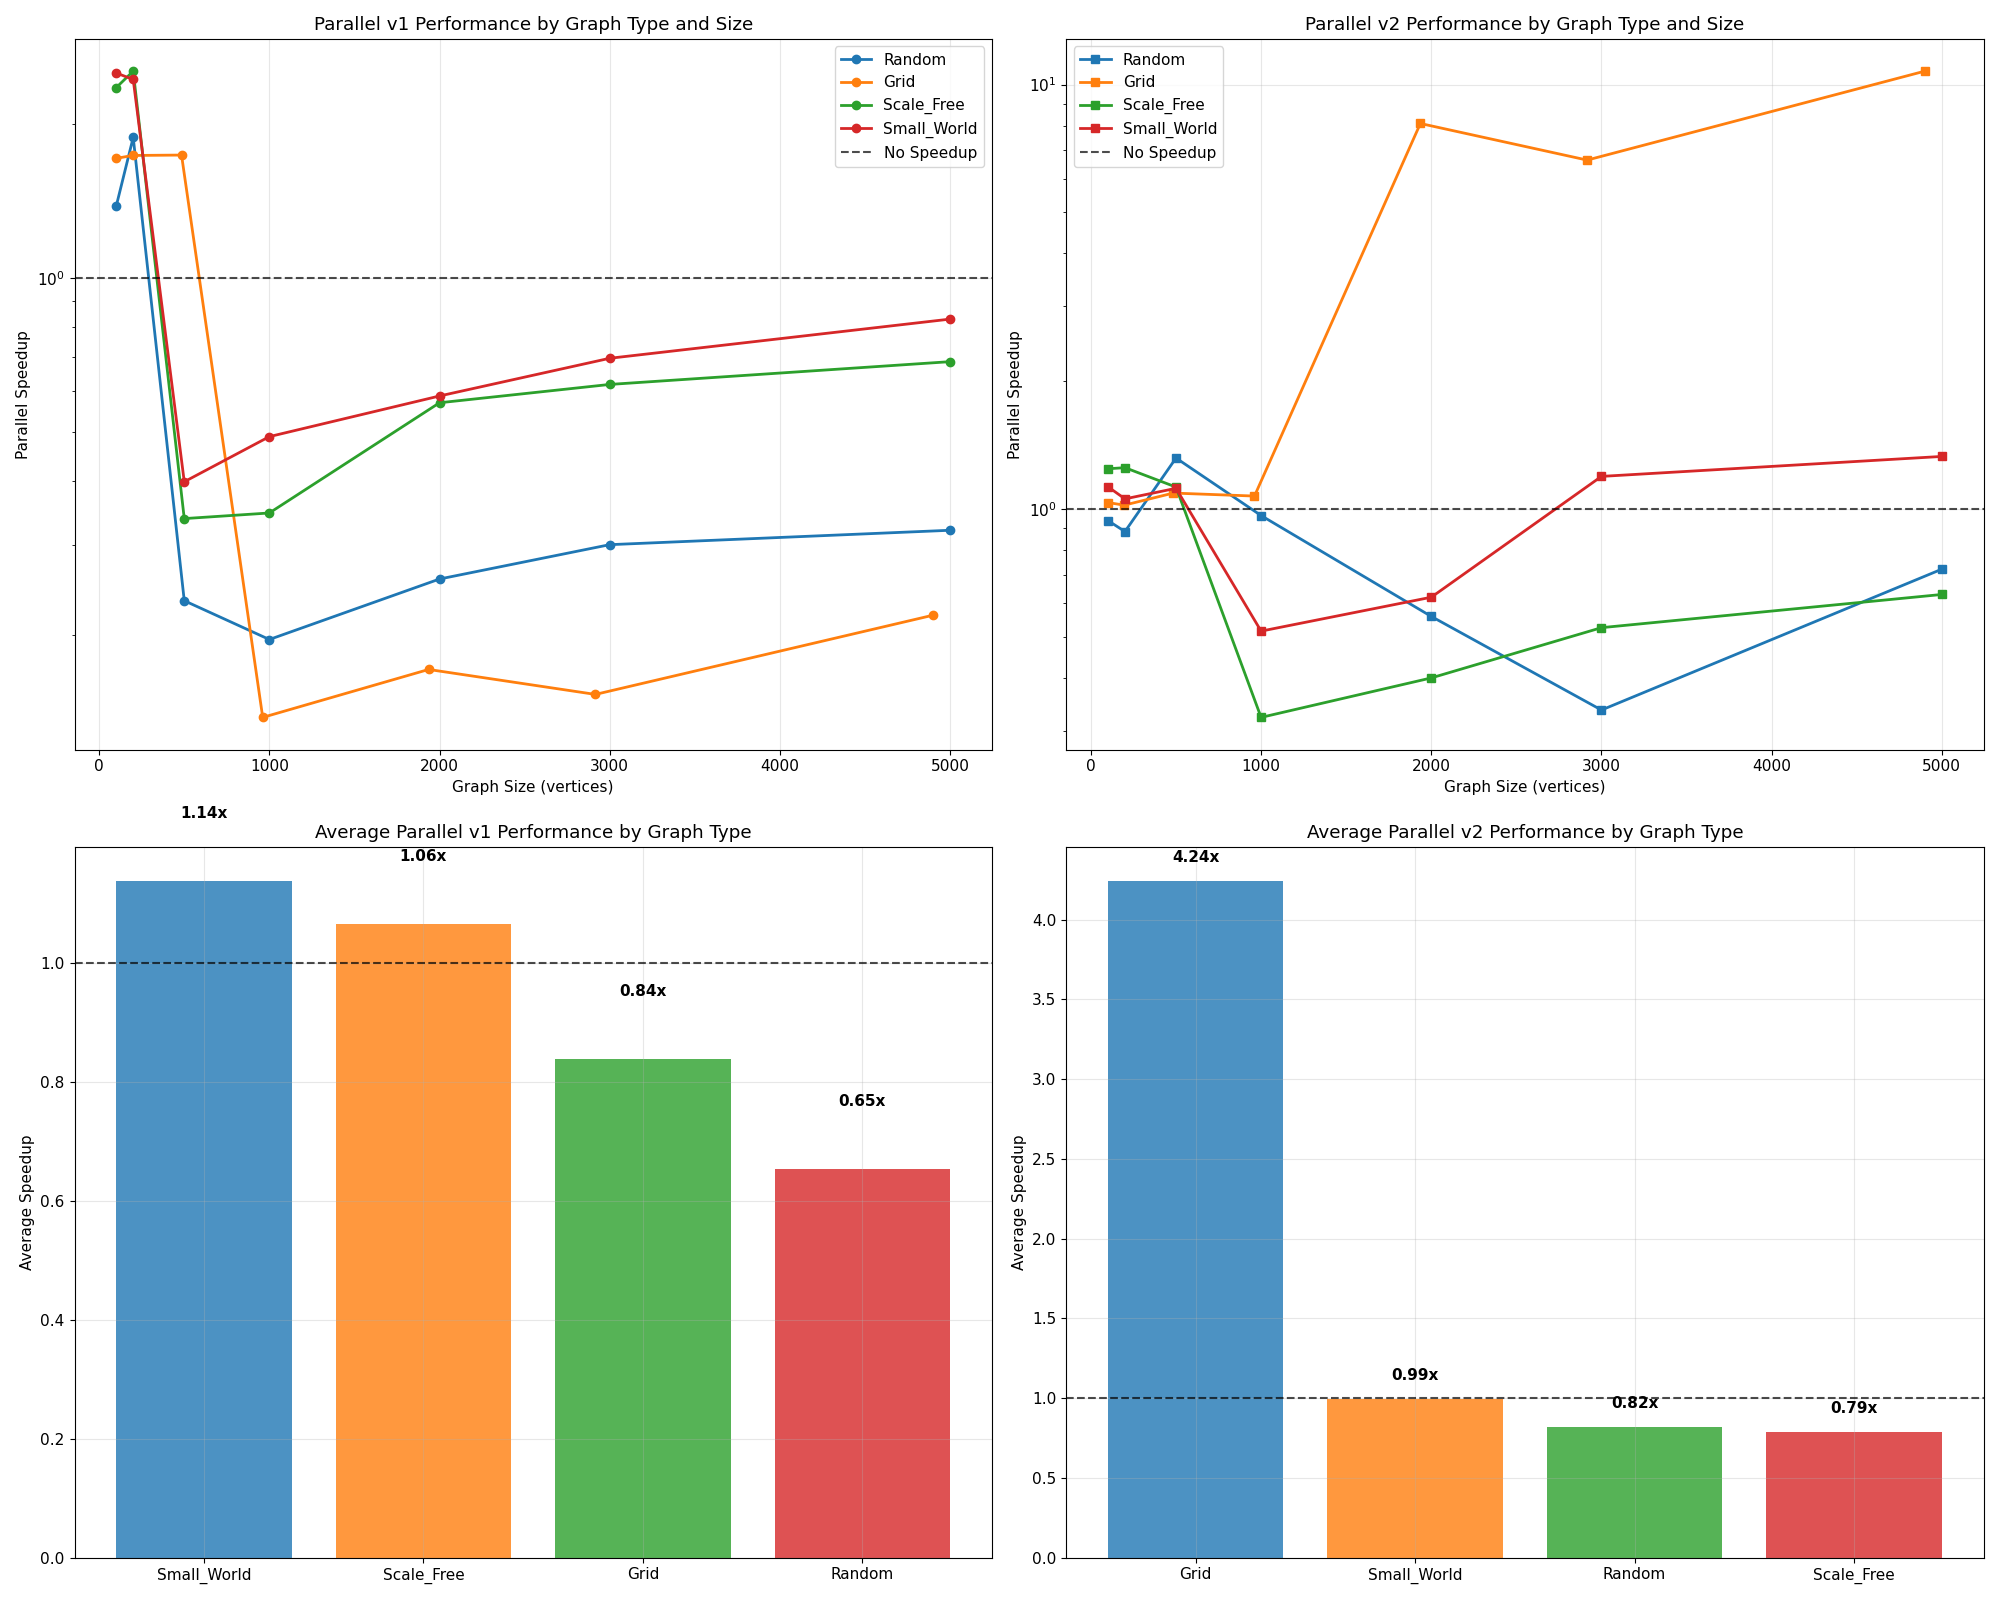 Parallel v1 Performance by Graph Type and Size
Random
Grid
Scale_Free
Small_World
No Speedup
10^0
Parallel Speedup
0 1000 2000 3000 4000 5000
Graph Size (vertices)
Parallel v2 Performance by Graph Type and Size
Random
Grid
Scale_Free
Small_World
No Speedup
10^1
10^0
Parallel Speedup
0 1000 2000 3000 4000 5000
Graph Size (vertices)
Average Parallel v1 Performance by Graph Type
1.14x
1.06x
0.84x
0.65x
1.0
0.8
0.6
0.4
0.2
0.0
Average Speedup
Small_World Scale_Free Grid Random
Average Parallel v2 Performance by Graph Type
4.24x
0.99x
0.82x
0.79x
4.0
3.5
3.0
2.5
2.0
1.5
1.0
0.5
0.0
Average Speedup
Grid Small_World Random Scale_Free